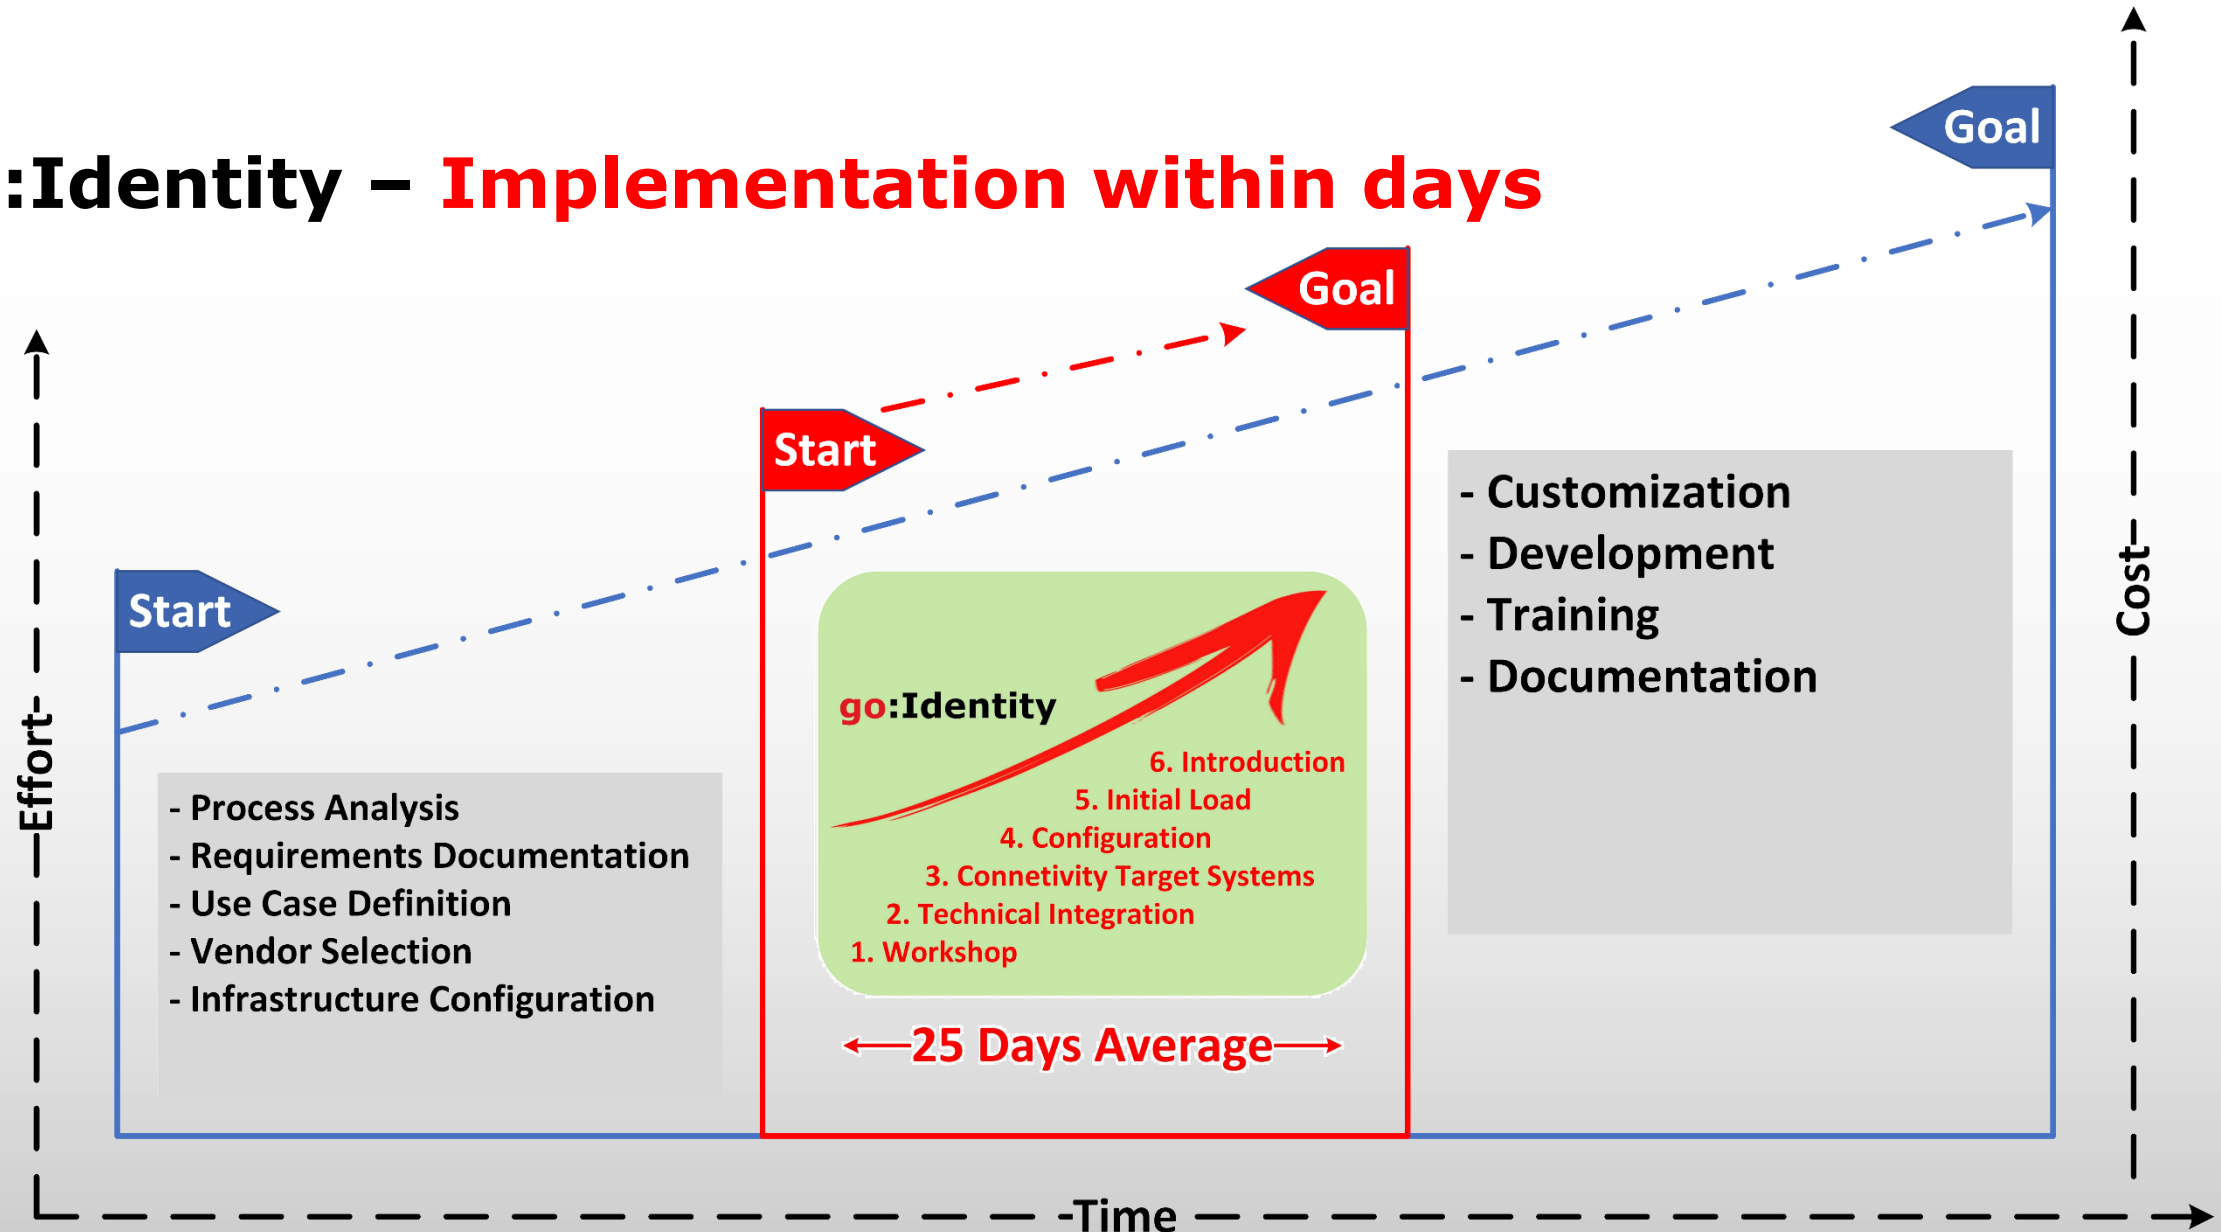 :Identity – Implementation within days
Goal
Goal
Start
Start
- Process Analysis
- Requirements Documentation
- Use Case Definition
- Vendor Selection
- Infrastructure Configuration
go:Identity
6. Introduction
5. Initial Load
4. Configuration
3. Connetivity Target Systems
2. Technical Integration
1. Workshop
25 Days Average
- Customization
- Development
- Training
- Documentation
Effort
Cost
Time